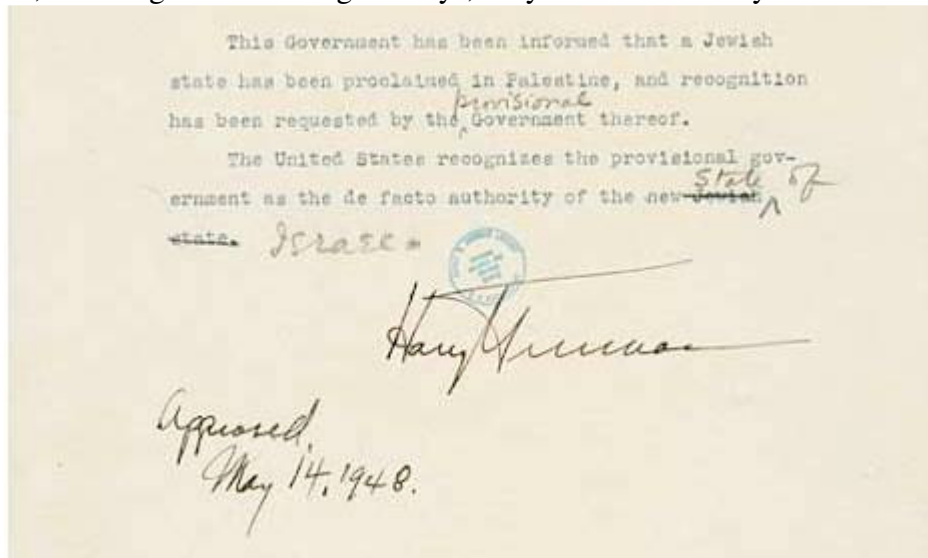 This Government has been informed that a Jewish
state has been proclaimed in Palestine, and recognition
provisional
has been requested by the Government thereof.
The United States recognizes the provisional gov-
State of
ernment as the de facto authority of the new Jewish
state. Israel.
Harry Truman
Approved,
May 14, 1948.